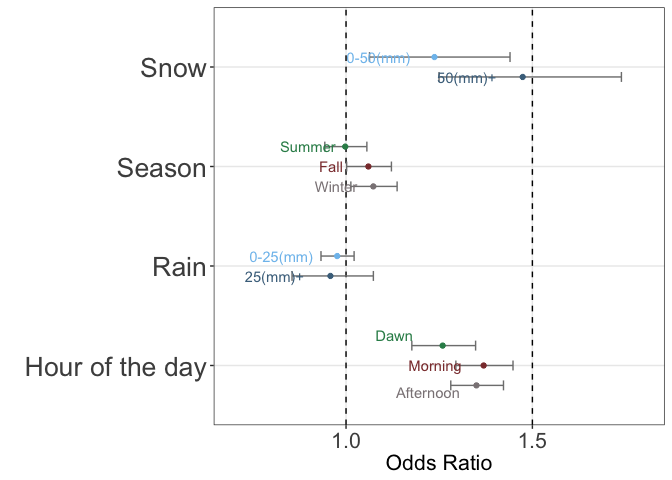 Snow
0-50(mm)
50(mm)+
Summer
Season
Fall
Winter
0-25(mm)
Rain
25(mm)+
Dawn
Hour of the day
Morning
Afternoon
1.0
1.5
Odds Ratio